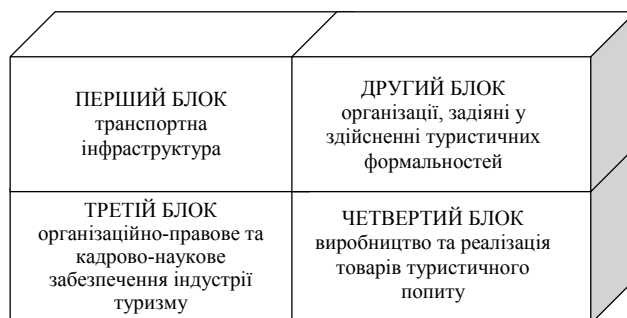 ПЕРШИЙ БЛОК
транспортна
інфраструктура
ДРУГИЙ БЛОК
організації, задіяні у
здійсненні туристичних
формальностей
ТРЕТІЙ БЛОК
організаційно-правове та
кадрово-наукове
забезпечення індустрії
туризму
ЧЕТВЕРТИЙ БЛОК
виробництво та реалізація
товарів туристичного
попиту